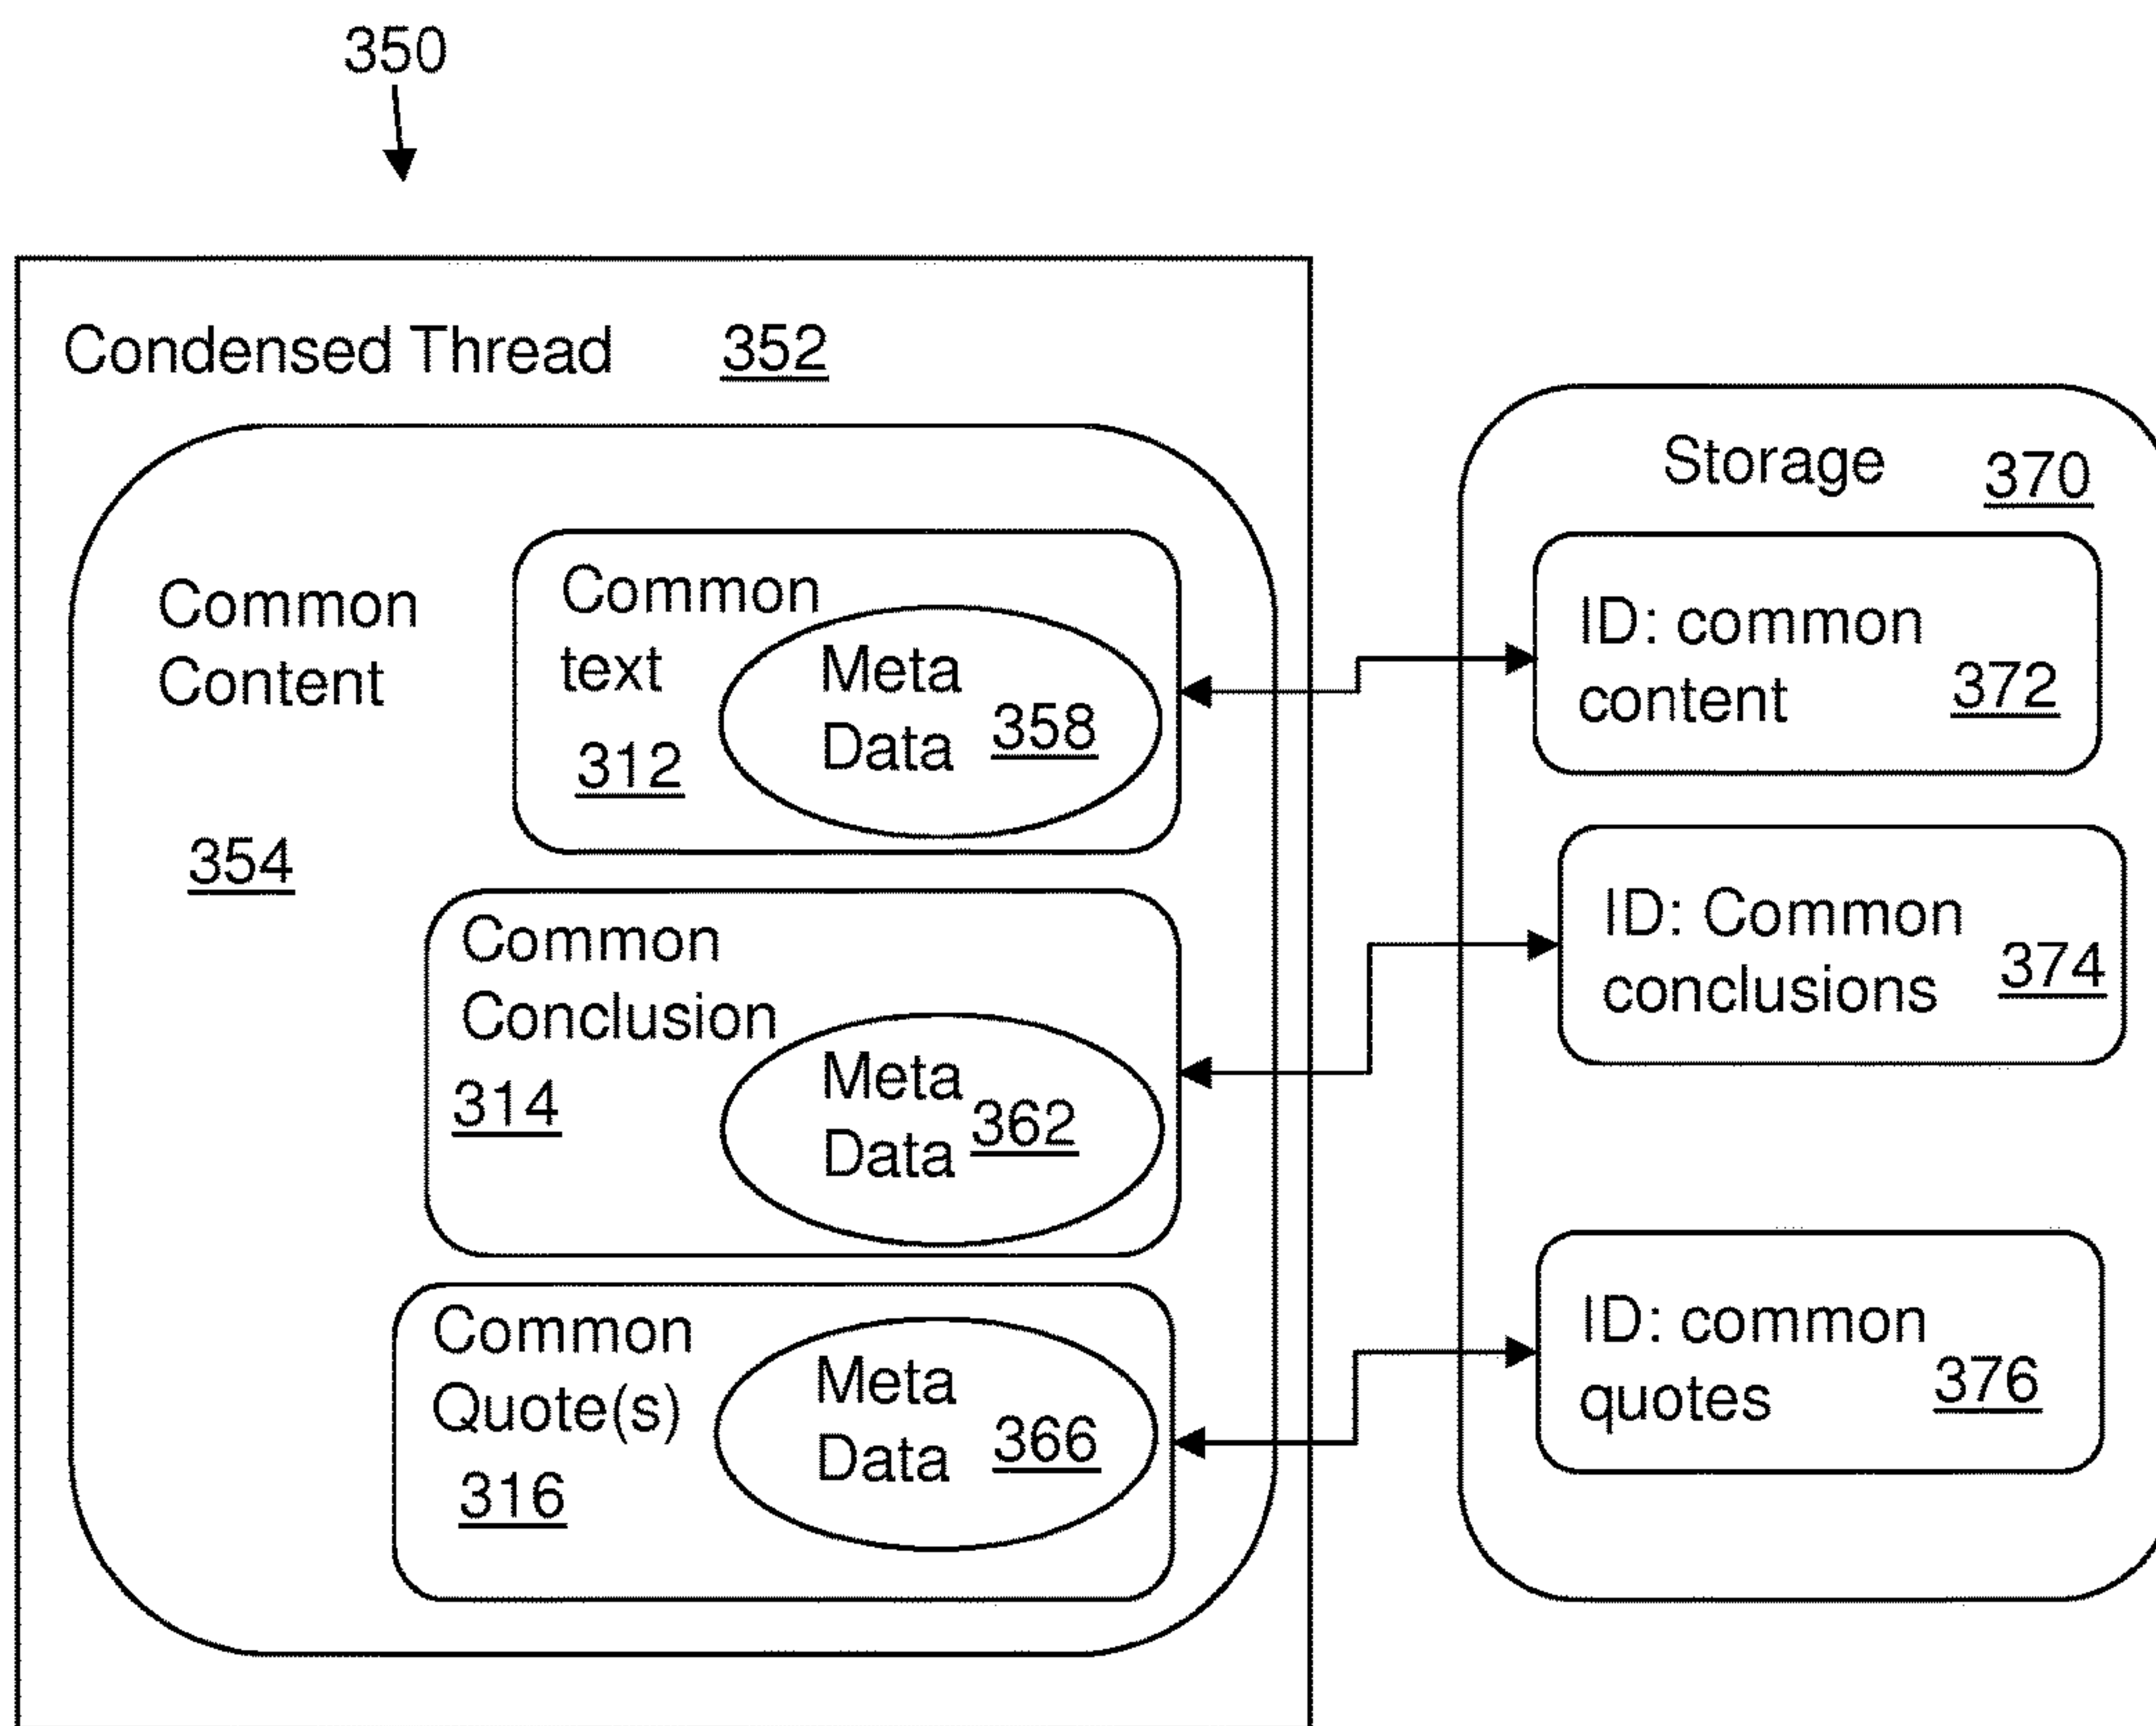 350
Condensed Thread 352
Common
Content
354
Common
text
312
Meta
Data 358
Common
Conclusion
314
Meta
Data 362
Common
Quote(s)
316
Meta
Data 366
Storage 370
ID: common
content 372
ID: Common
conclusions 374
ID: common
quotes 376